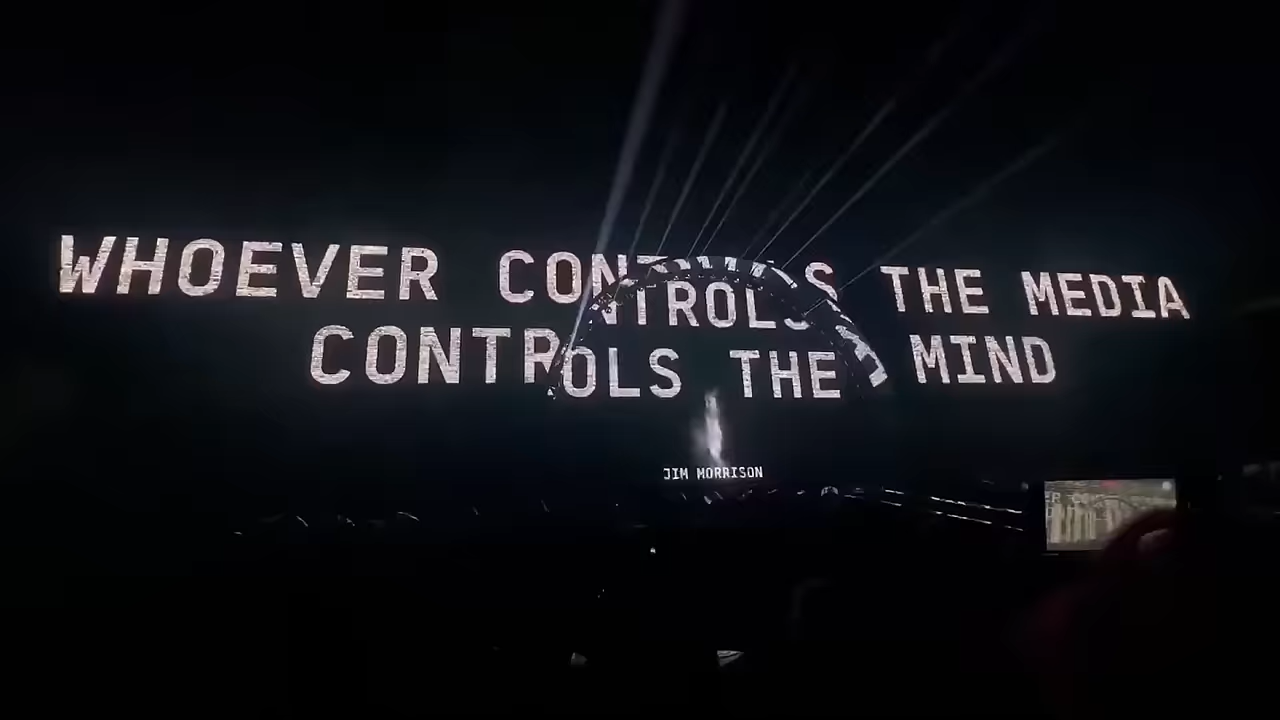 WHOEVER CONTROLS THE MEDIA
CONTROLS THE MIND
JIM MORRISON